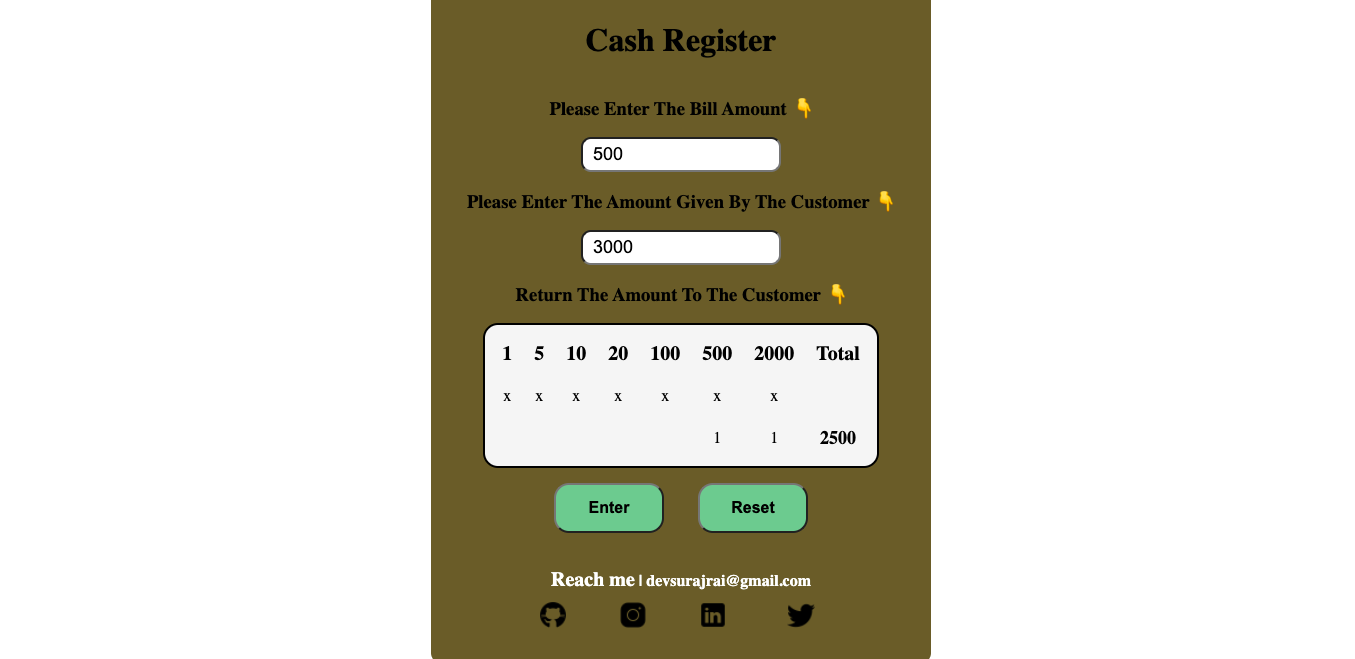 Cash Register
Please Enter The Bill Amount 👇
500
Please Enter The Amount Given By The Customer 👇
3000
Return The Amount To The Customer 👇
1 5 10 20 100 500 2000 Total
x x x x x x x
1 1 2500
Enter Reset
Reach me | devsurajrai@gmail.com
in